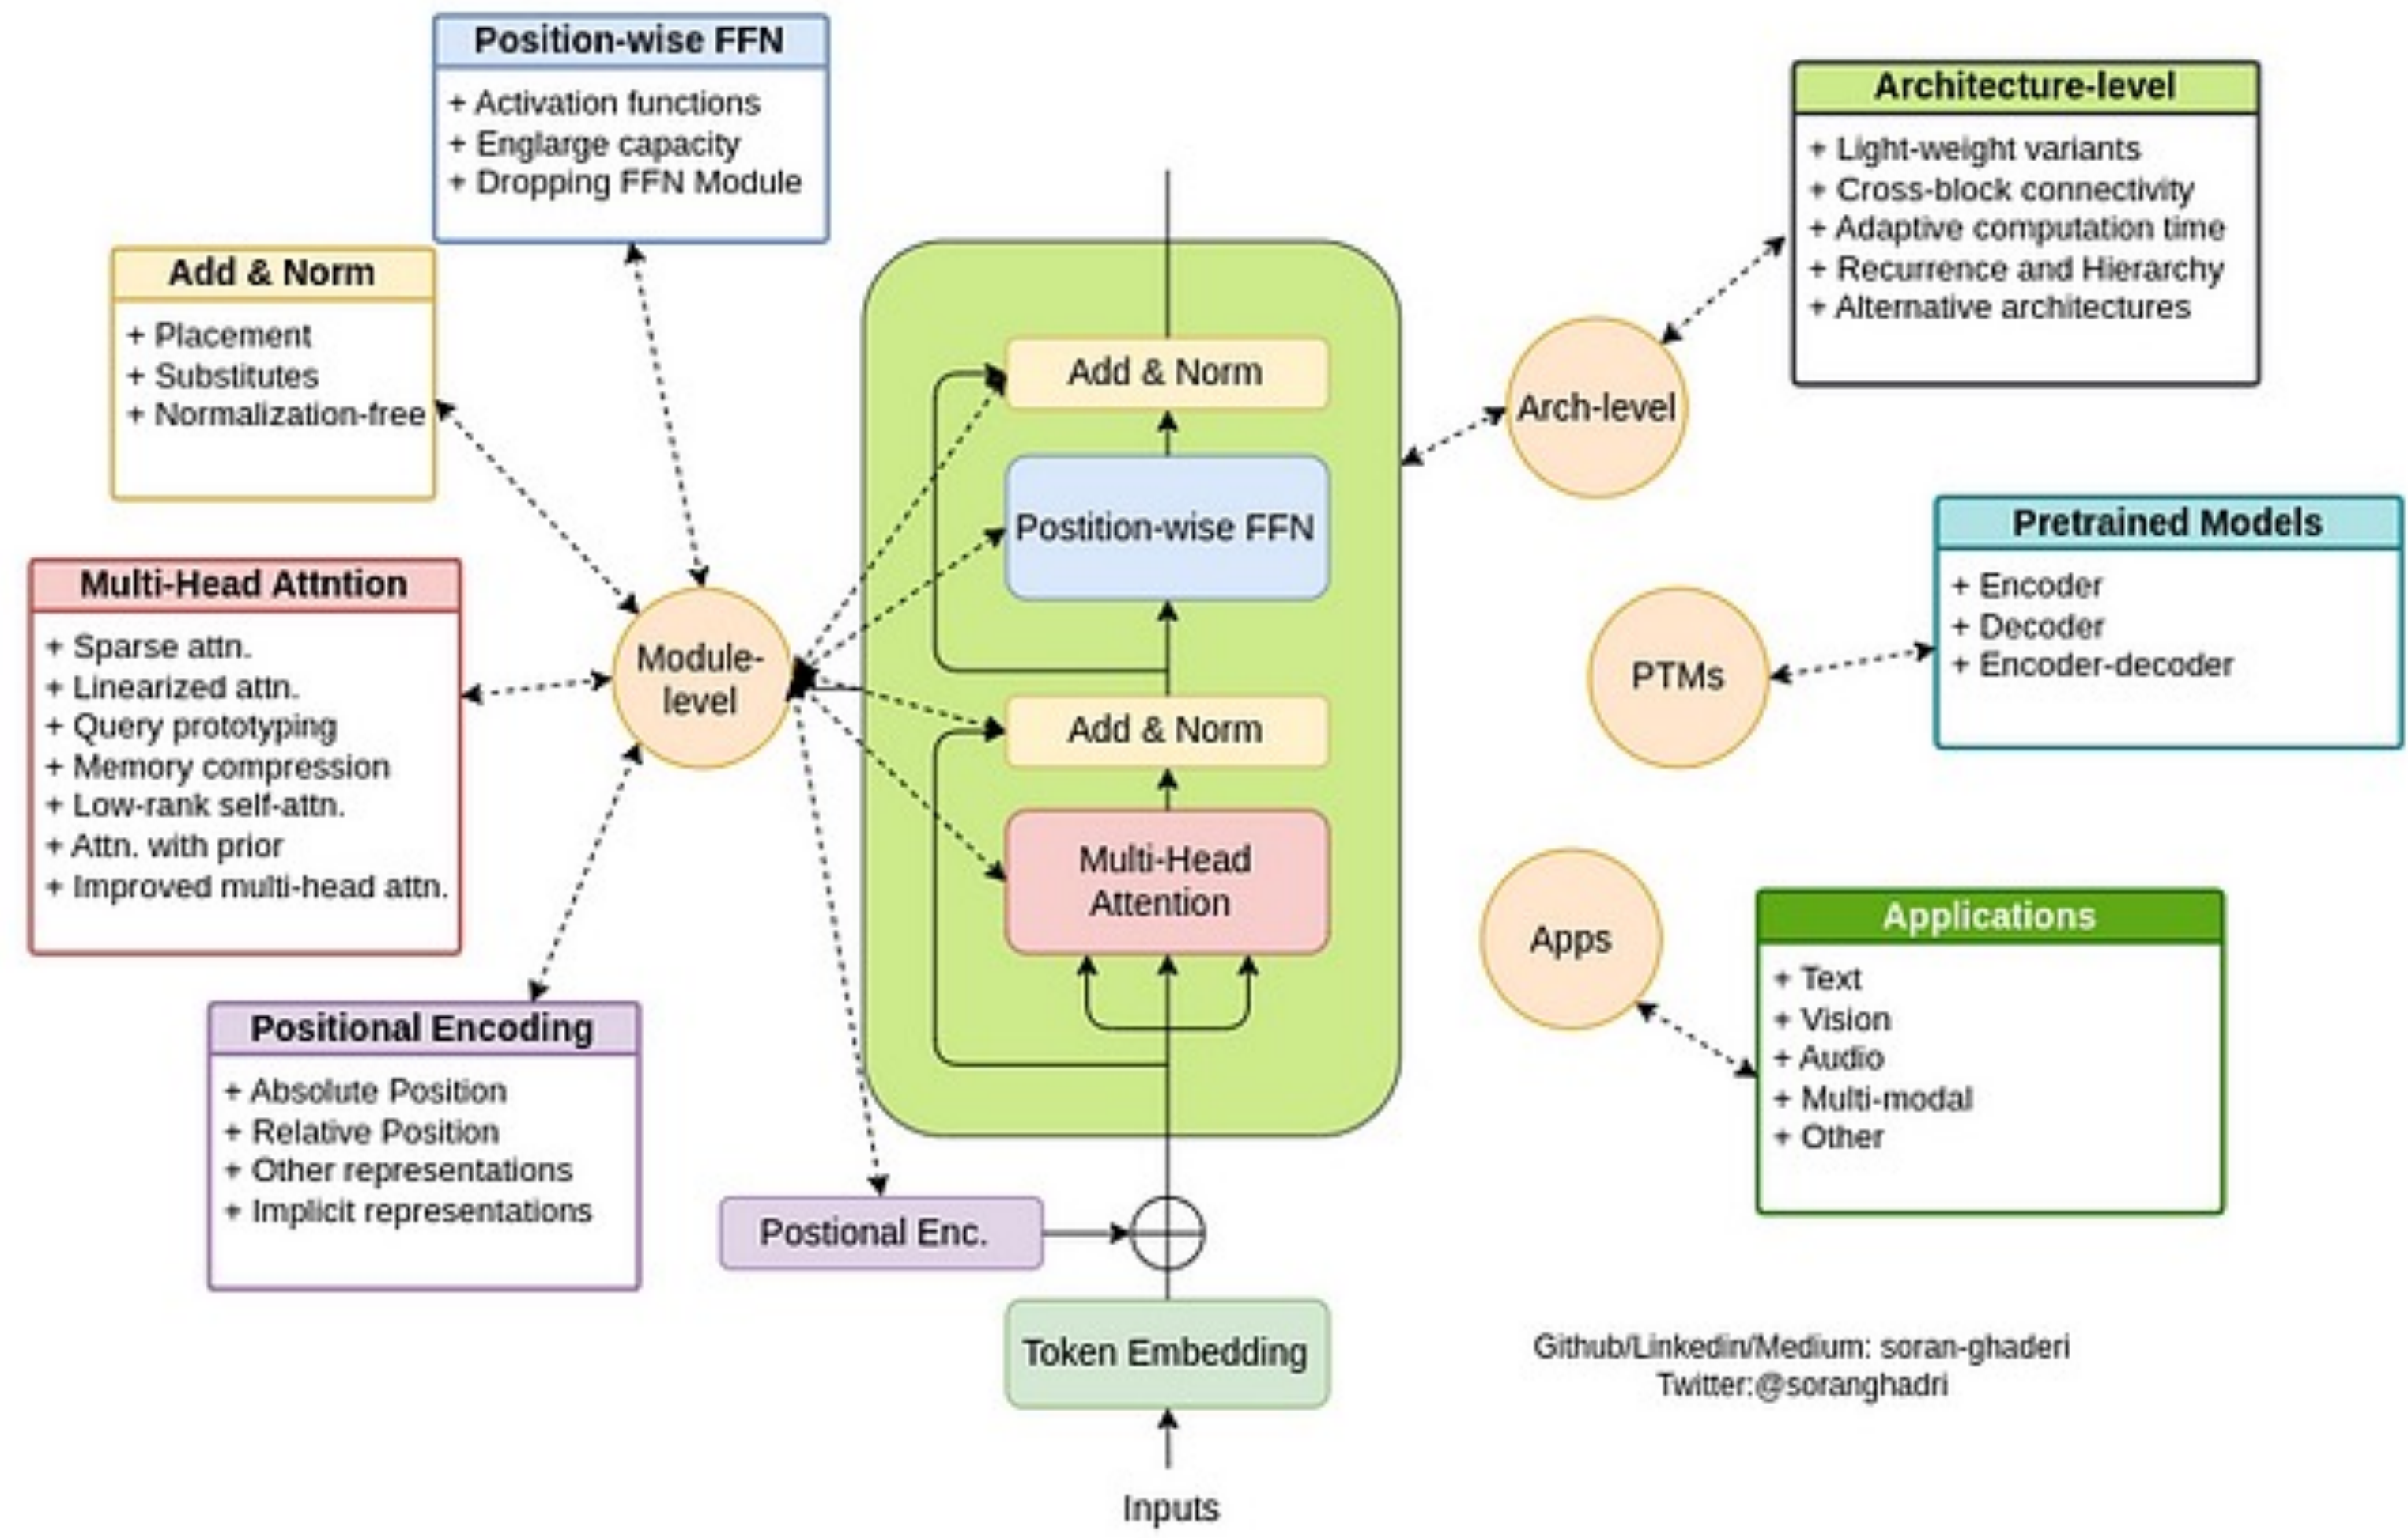 Position-wise FFN
+ Activation functions
+ Englarge capacity
+ Dropping FFN Module
Add & Norm
+ Placement
+ Substitutes
+ Normalization-free
Multi-Head Attntion
+ Sparse attn.
+ Linearized attn.
+ Query prototyping
+ Memory compression
+ Low-rank self-attn.
+ Attn. with prior
+ Improved multi-head attn.
Positional Encoding
+ Absolute Position
+ Relative Position
+ Other representations
+ Implicit representations
Module-
level
Add & Norm
Postition-wise FFN
Add & Norm
Multi-Head
Attention
Postional Enc.
Token Embedding
Inputs
Arch-level
Architecture-level
+ Light-weight variants
+ Cross-block connectivity
+ Adaptive computation time
+ Recurrence and Hierarchy
+ Alternative architectures
PTMs
Pretrained Models
+ Encoder
+ Decoder
+ Encoder-decoder
Apps
Applications
+ Text
+ Vision
+ Audio
+ Multi-modal
+ Other
Github/Linkedin/Medium: soran-ghaderi
Twitter:@soranghadri